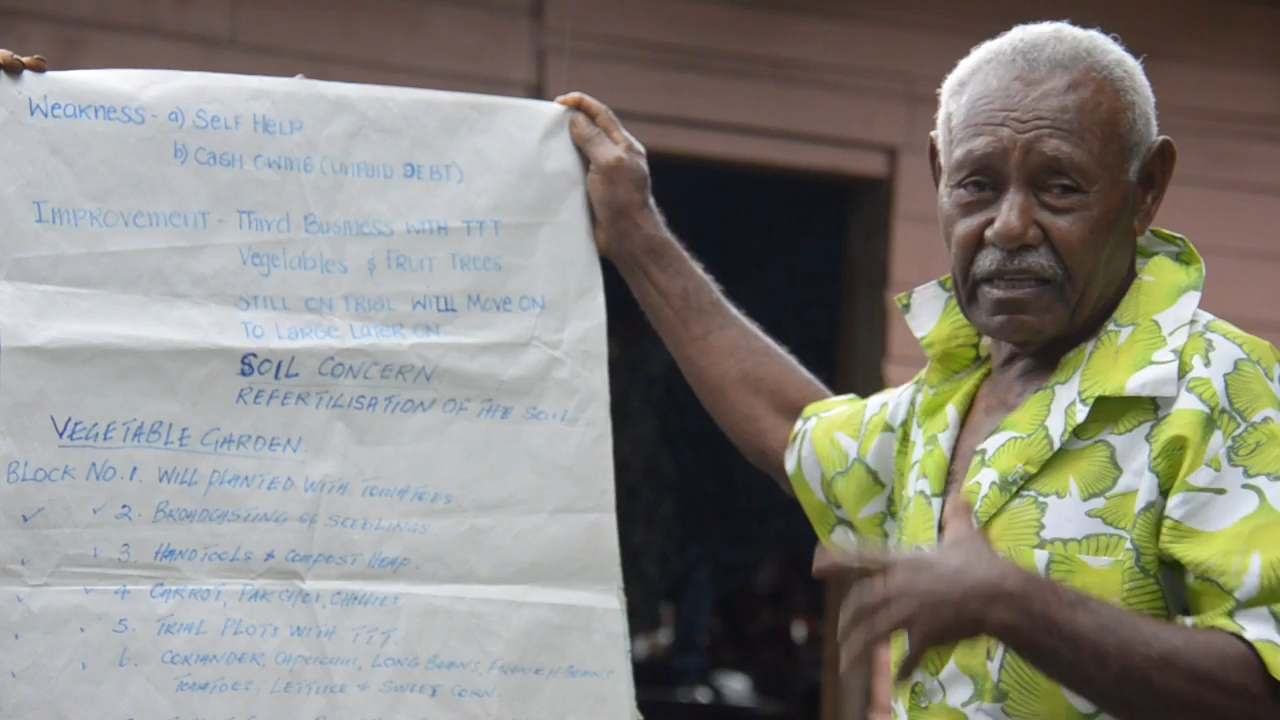 Weakness - a) Self Help
b) Cash Owing (Unpaid Debt)
Improvement - Third Business with TTT
Vegetables & Fruit Trees
Still on Trial will Move on
to Large Later on
Soil Concern.
Refertilisation of the Soil
Vegetable Garden
Block No. 1. Will planted with Tomatoes
2. Broadcasting of Seedlings.
3. Handtools & Compost Heap.
4. Carrot, Pak Choi, Chillies
5. Trial Plots with TTT.
6. Coriander, Capsicum, Long Beans, French Beans
Tomatoes, Lettuce & Sweet Corn.